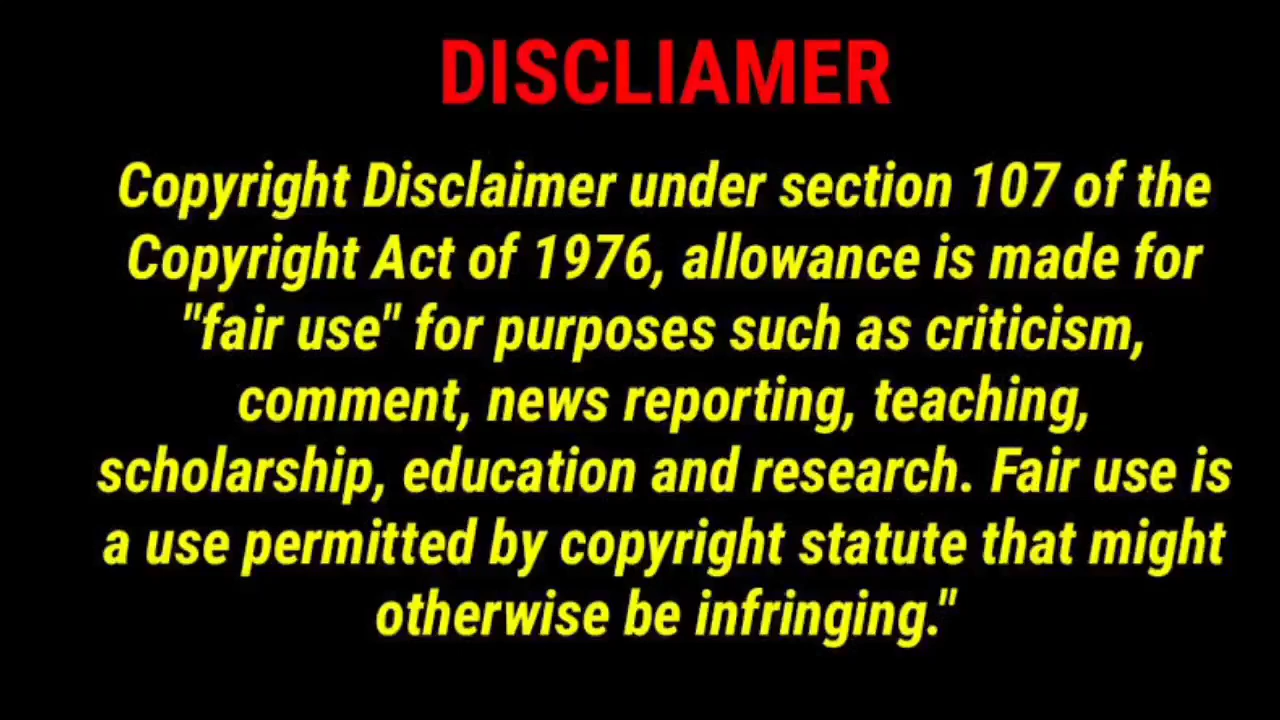 DISCLIAMER
Copyright Disclaimer under section 107 of the
Copyright Act of 1976, allowance is made for
"fair use" for purposes such as criticism,
comment, news reporting, teaching,
scholarship, education and research. Fair use is
a use permitted by copyright statute that might
otherwise be infringing."